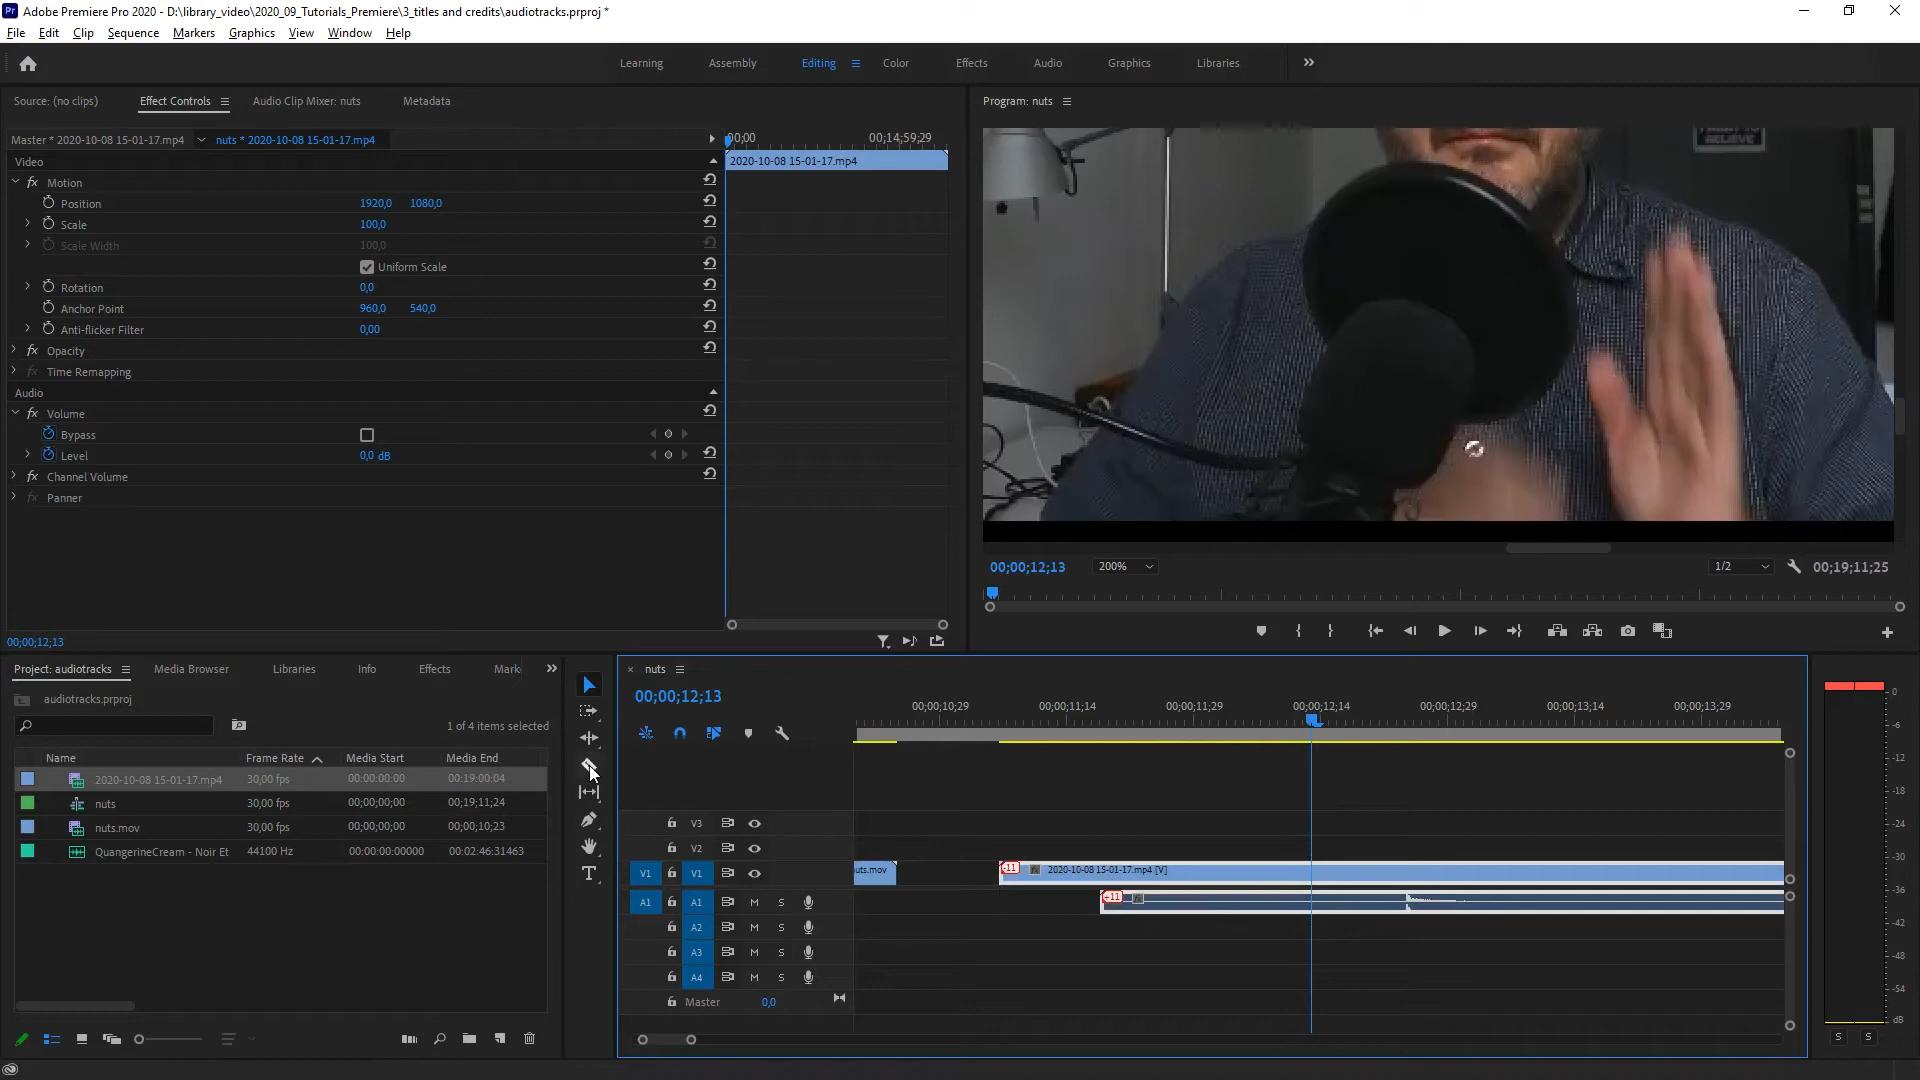 Pr Adobe Premiere Pro 2020 - D:\library_video\2020_09_Tutorials_Premiere\3_titles and credits\audiotracks.prproj *
File Edit Clip Sequence Markers Graphics View Window Help
Learning Assembly Editing Color Effects Audio Graphics Libraries
Source: (no clips) Effect Controls Audio Clip Mixer: nuts Metadata
Program: nuts
Master * 2020-10-08 15-01-17.mp4 nuts * 2020-10-08 15-01-17.mp4
;00;00 00;14;59;29
Video
2020-10-08 15-01-17.mp4
fx Motion
Position 1920,0 1080,0
Scale 100,0
Scale Width 100,0
Uniform Scale
Rotation 0,0
Anchor Point 960,0 540,0
Anti-flicker Filter 0,00
fx Opacity
fx Time Remapping
Audio
fx Volume
Bypass
Level 0,0 dB
fx Channel Volume
fx Panner
BELIEVE
00;00;12;13 200% 1/2 00;19;11;25
00;00;12;13
Project: audiotracks Media Browser Libraries Info Effects Mark
audiotracks.prproj
1 of 4 items selected
Name Frame Rate Media Start Media End
2020-10-08 15-01-17.mp4 30,00 fps 00:00:00:00 00:19:00:04
nuts 30,00 fps 00;00;00;00 00;19;11;24
nuts.mov 30,00 fps 00;00;00;00 00;00;10;23
QuangerineCream - Noir Et 44100 Hz 00:00:00:00000 00:02:46:31463
T
nuts
00;00;12;13
00;00;10;29 00;00;11;14 00;00;11;29 00;00;12;14 00;00;12;29 00;00;13;14 00;00;13;29
V3
V2
V1 V1 uts.mov -11 fx 2020-10-08 15-01-17.mp4 [V]
A1 A1 M S +11 fx
A2 M S
A3 M S
A4 M S
Master 0,0
0
-6
-12
-18
-24
-30
-36
-42
-48
-54
dB
S S